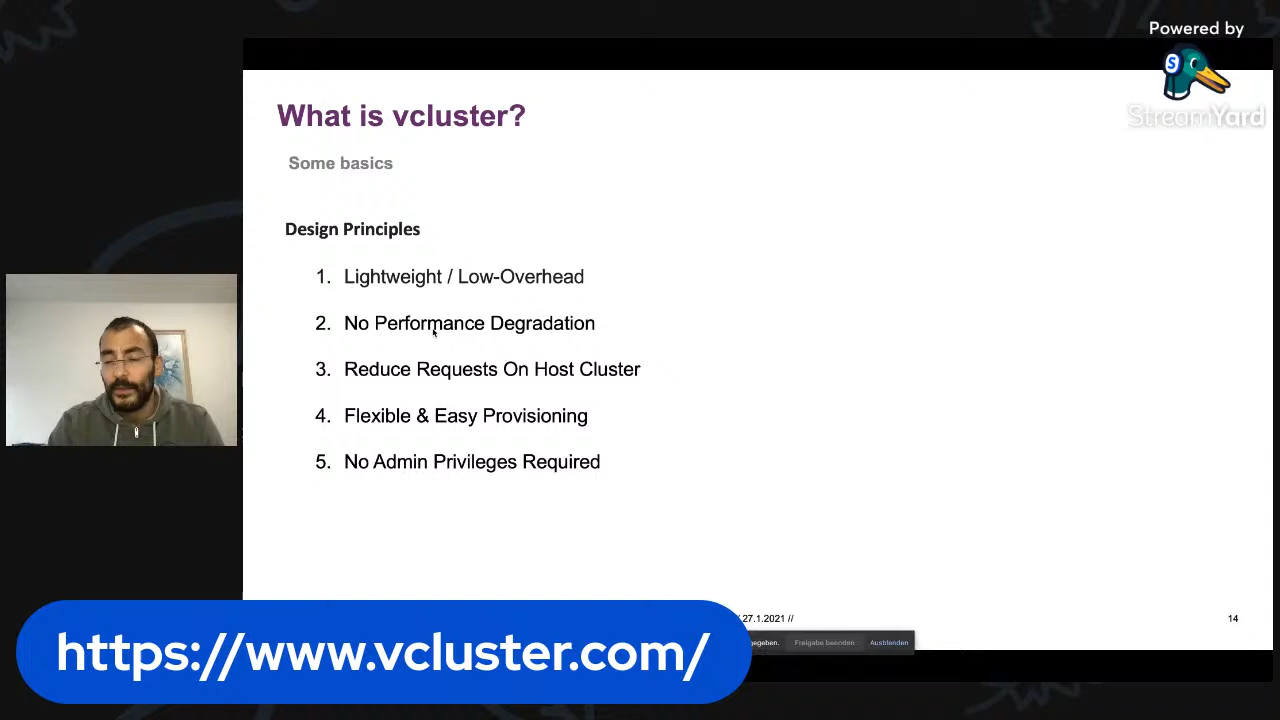 Powered by
StreamYard
What is vcluster?
Some basics
Design Principles
1. Lightweight / Low-Overhead
2. No Performance Degradation
3. Reduce Requests On Host Cluster
4. Flexible & Easy Provisioning
5. No Admin Privileges Required
27.1.2021 //
14
Freigabe beenden
Ausblenden
https://www.vcluster.com/